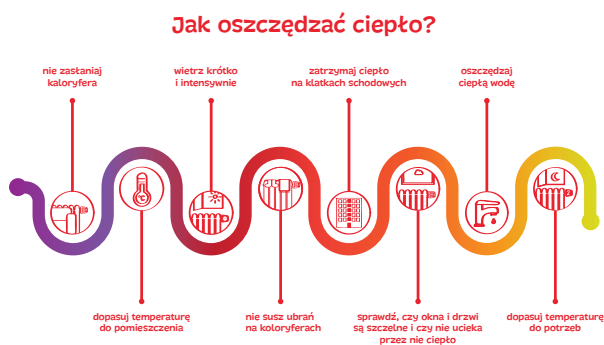 Jak oszczędzać ciepło?
nie zasłaniaj
kaloryfera
wietrz krótko
i intensywnie
zatrzymaj ciepło
na klatkach schodowych
oszczędzaj
ciepłą wodę
dopasuj temperaturę
do pomieszczenia
nie susz ubrań
na koloryferach
sprawdź, czy okna i drzwi
są szczelne i czy nie ucieka
przez nie ciepło
dopasuj temperaturę
do potrzeb